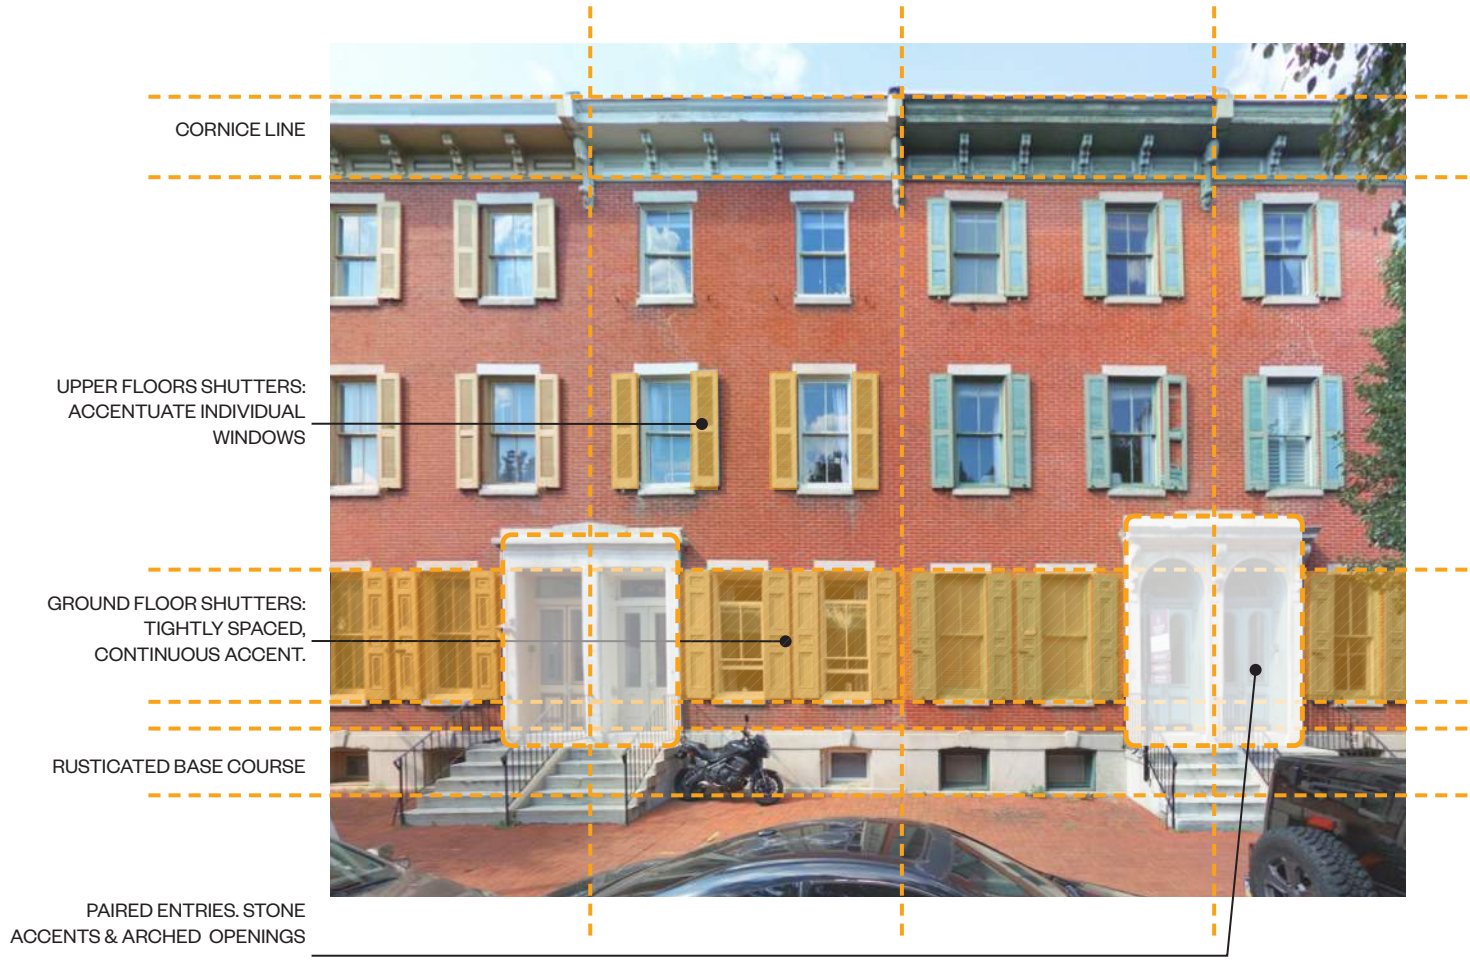 CORNICE LINE
UPPER FLOORS SHUTTERS:
ACCENTUATE INDIVIDUAL
WINDOWS
GROUND FLOOR SHUTTERS:
TIGHTLY SPACED,
CONTINUOUS ACCENT.
RUSTICATED BASE COURSE
PAIRED ENTRIES. STONE
ACCENTS & ARCHED OPENINGS